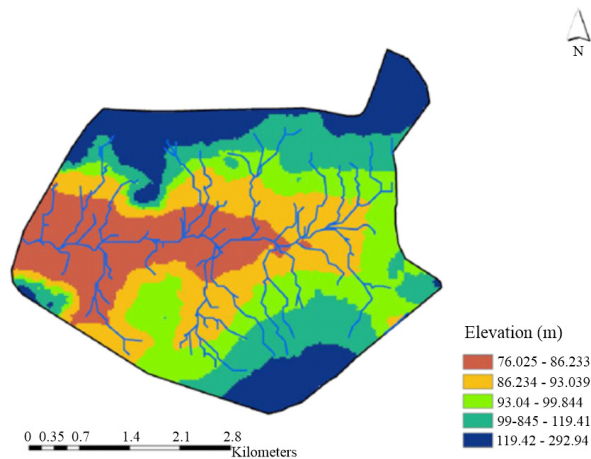 N
Elevation (m)
76.025 - 86.233
86.234 - 93.039
93.04 - 99.844
99-845 - 119.41
119.42 - 292.94
0 0.35 0.7 1.4 2.1 2.8
Kilometers